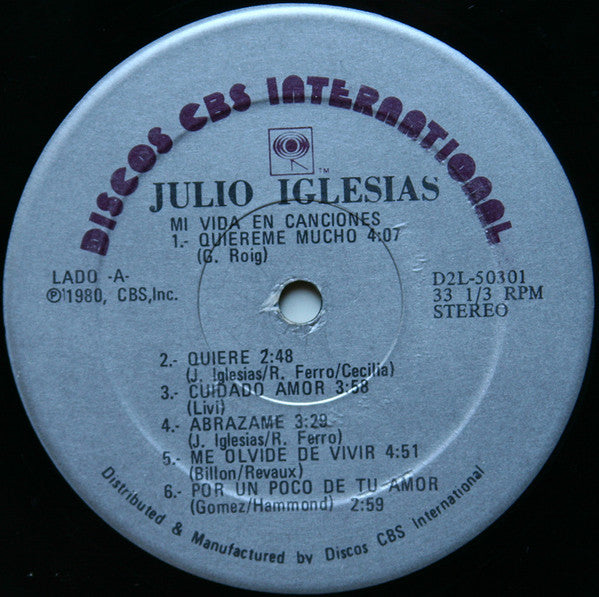 DISCOS CBS INTERNATIONAL
TM
JULIO IGLESIAS
MI VIDA EN CANCIONES
1.- QUIEREME MUCHO 4:07
(G. Roig)
LADO -A-
Ⓟ1980, CBS,Inc.
D2L-50301
33 1/3 RPM
STEREO
2.- QUIERE 2:48
(J. Iglesias/R. Ferro/Cecilia)
3.- CUIDADO AMOR 3:58
(Livi)
4.- ABRAZAME 3:29
(J. Iglesias/R. Ferro)
5.- ME OLVIDE DE VIVIR 4:51
(Billon/Revaux)
6.- POR UN POCO DE TU AMOR
(Gomez/Hammond) 2:59
Distributed & Manufactured by Discos CBS International